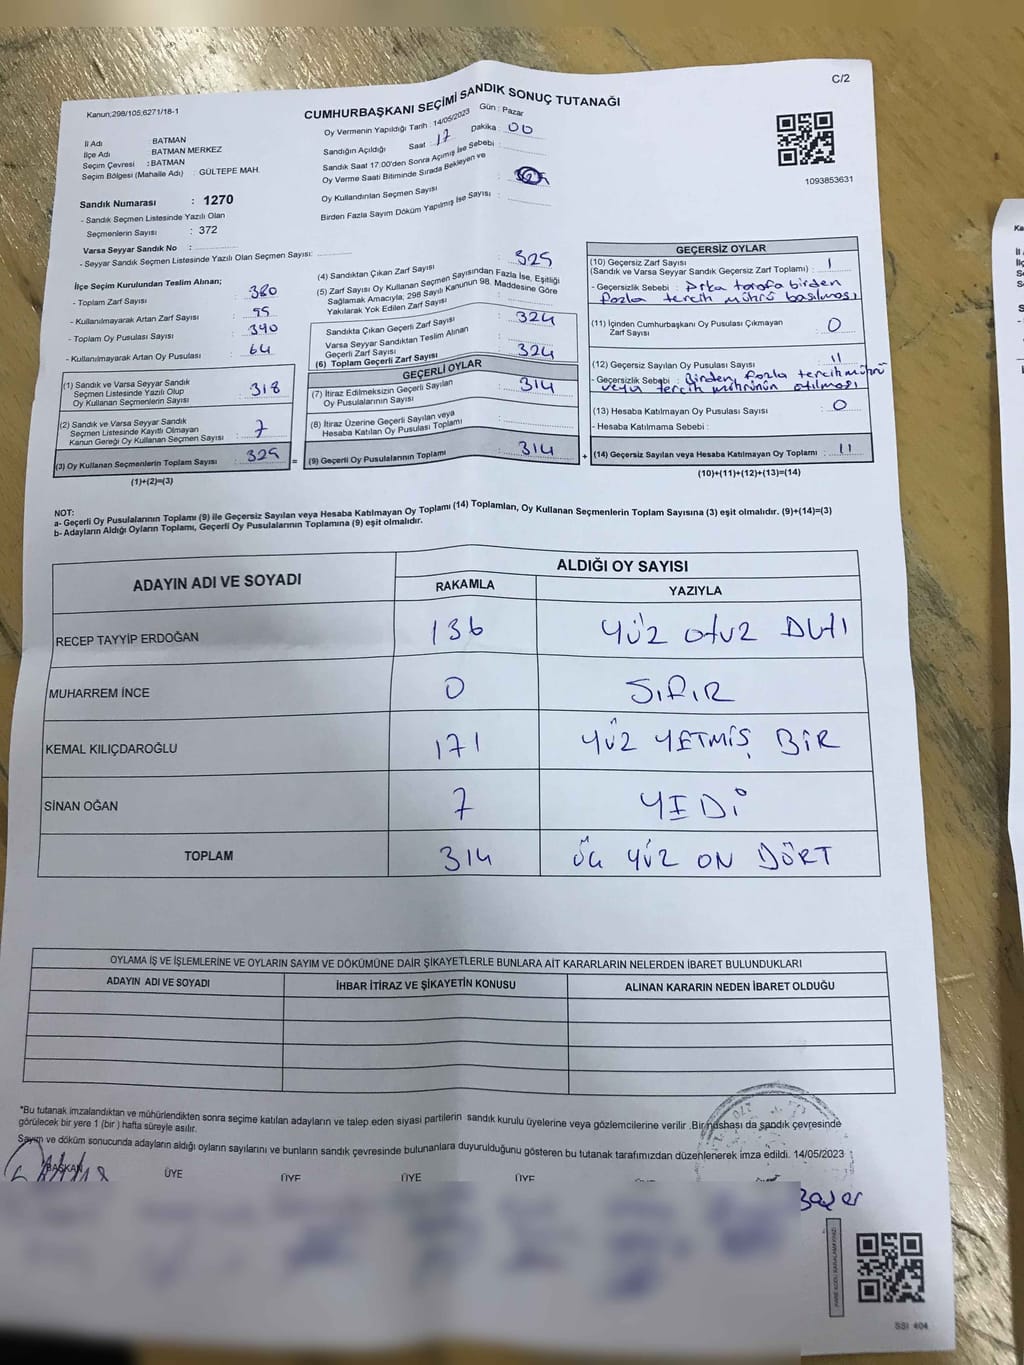 C/2
Kanun;298/105;6271/18-1
CUMHURBAŞKANI SEÇİMİ SANDIK SONUÇ TUTANAĞI
İl Adı BATMAN
İlçe Adı BATMAN MERKEZ
Seçim Çevresi : BATMAN
Seçim Bölgesi (Mahalle Adı) : GÜLTEPE MAH.
Sandık Numarası : 1270
- Sandık Seçmen Listesinde Yazılı Olan
Seçmenlerin Sayısı : 372
Varsa Seyyar Sandık No :
- Seyyar Sandık Seçmen Listesinde Yazılı Olan Seçmen Sayısı:
Oy Vermenin Yapıldığı Tarih : 14/05/2023 Gün : Pazar
Sandığın Açıldığı Saat : 17 Dakika : 00
Sandık Saat 17.00'den Sonra Açılmış İse Sebebi :
Oy Verme Saati Bitiminde Sırada Bekleyen ve
Oy Kullandırılan Seçmen Sayısı :
Birden Fazla Sayım Döküm Yapılmış İse Sayısı :
1093853631
İlçe Seçim Kurulundan Teslim Alınan;
- Toplam Zarf Sayısı : 380
- Kullanılmayarak Artan Zarf Sayısı : 55
- Toplam Oy Pusulası Sayısı : 390
- Kullanılmayarak Artan Oy Pusulası : 64
(1) Sandık ve Varsa Seyyar Sandık
Seçmen Listesinde Yazılı Olup
Oy Kullanan Seçmenlerin Sayısı : 318
(2) Sandık ve Varsa Seyyar Sandık
Seçmen Listesinde Kayıtlı Olmayan
Kanun Gereği Oy Kullanan Seçmen Sayısı : 7
(3) Oy Kullanan Seçmenlerin Toplam Sayısı : 325
(1)+(2)=(3)
(4) Sandıktan Çıkan Zarf Sayısı : 325
(5) Zarf Sayısı Oy Kullanan Seçmen Sayısından Fazla İse, Eşitliği
Sağlamak Amacıyla, 298 Sayılı Kanunun 98. Maddesine Göre
Yakılarak Yok Edilen Zarf Sayısı :
Sandıkta Çıkan Geçerli Zarf Sayısı : 324
Varsa Seyyar Sandıktan Teslim Alınan
Geçerli Zarf Sayısı
(6) Toplam Geçerli Zarf Sayısı : 324
GEÇERLİ OYLAR
(7) İtiraz Edilmeksizin Geçerli Sayılan
Oy Pusulalarının Sayısı : 314
(8) İtiraz Üzerine Geçerli Sayılan veya
Hesaba Katılan Oy Pusulası Toplamı :
= (9) Geçerli Oy Pusulalarının Toplamı : 314
GEÇERSİZ OYLAR
(10) Geçersiz Zarf Sayısı
(Sandık ve Varsa Seyyar Sandık Geçersiz Zarf Toplamı) : 1
- Geçersizlik Sebebi : Arka tarafa birden
fazla tercih mührü basılması
(11) İçinden Cumhurbaşkanı Oy Pusulası Çıkmayan
Zarf Sayısı : 0
(12) Geçersiz Sayılan Oy Pusulası Sayısı : 11
- Geçersizlik Sebebi : Birden fazla tercih mührü
veya tercih mührünün atılması
(13) Hesaba Katılmayan Oy Pusulası Sayısı : 0
- Hesaba Katılmama Sebebi :
+ (14) Geçersiz Sayılan veya Hesaba Katılmayan Oy Toplamı : 11
(10)+(11)+(12)+(13)=(14)
NOT:
a- Geçerli Oy Pusulalarının Toplamı (9) ile Geçersiz Sayılan veya Hesaba Katılmayan Oy Toplamı (14) Toplamları, Oy Kullanan Seçmenlerin Toplam Sayısına (3) eşit olmalıdır. (9)+(14)=(3)
b- Adayların Aldığı Oyların Toplamı, Geçerli Oy Pusulalarının Toplamına (9) eşit olmalıdır.
ADAYIN ADI VE SOYADI ALDIĞI OY SAYISI
RAKAMLA YAZIYLA
RECEP TAYYİP ERDOĞAN 136 YÜZ OTUZ ALTI
MUHARREM İNCE 0 SIFIR
KEMAL KILIÇDAROĞLU 171 YÜZ YETMİŞ BİR
SİNAN OĞAN 7 YEDİ
TOPLAM 314 ÜÇ YÜZ ON DÖRT
OYLAMA İŞ VE İŞLEMLERİNE VE OYLARIN SAYIM VE DÖKÜMÜNE DAİR ŞİKAYETLERLE BUNLARA AİT KARARLARIN NELERDEN İBARET BULUNDUKLARI
ADAYIN ADI VE SOYADI İHBAR İTİRAZ VE ŞİKAYETİN KONUSU ALINAN KARARIN NEDEN İBARET OLDUĞU
*Bu tutanak imzalandıktan ve mühürlendikten sonra seçime katılan adayların ve talep eden siyasi partilerin sandık kurulu üyelerine veya gözlemcilerine verilir .Bir nüshası da sandık çevresinde
görülecek bir yere 1 (bir ) hafta süreyle asılır.
Sayım ve döküm sonucunda adayların aldığı oyların sayılarını ve bunların sandık çevresinde bulunanlara duyurulduğunu gösteren bu tutanak tarafımızdan düzenlenerek imza edildi. 14/05/2023
BAŞKAN ÜYE ÜYE ÜYE ÜYE
SSI 404